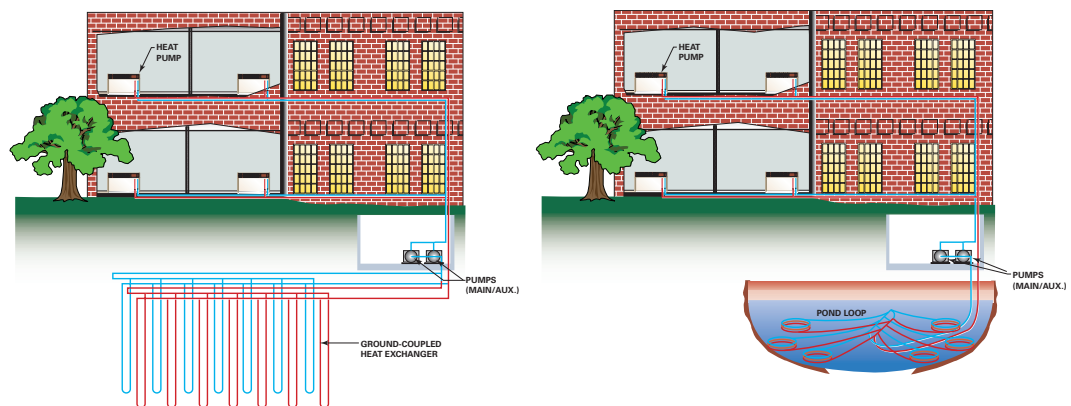 HEAT
PUMP
PUMPS
(MAIN/AUX.)
GROUND-COUPLED
HEAT EXCHANGER
HEAT
PUMP
PUMPS
(MAIN/AUX.)
POND LOOP